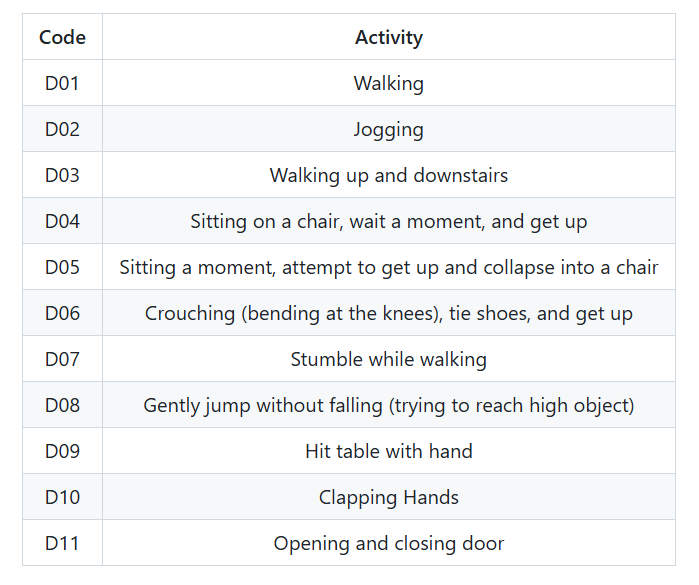 Code Activity
D01 Walking
D02 Jogging
D03 Walking up and downstairs
D04 Sitting on a chair, wait a moment, and get up
D05 Sitting a moment, attempt to get up and collapse into a chair
D06 Crouching (bending at the knees), tie shoes, and get up
D07 Stumble while walking
D08 Gently jump without falling (trying to reach high object)
D09 Hit table with hand
D10 Clapping Hands
D11 Opening and closing door